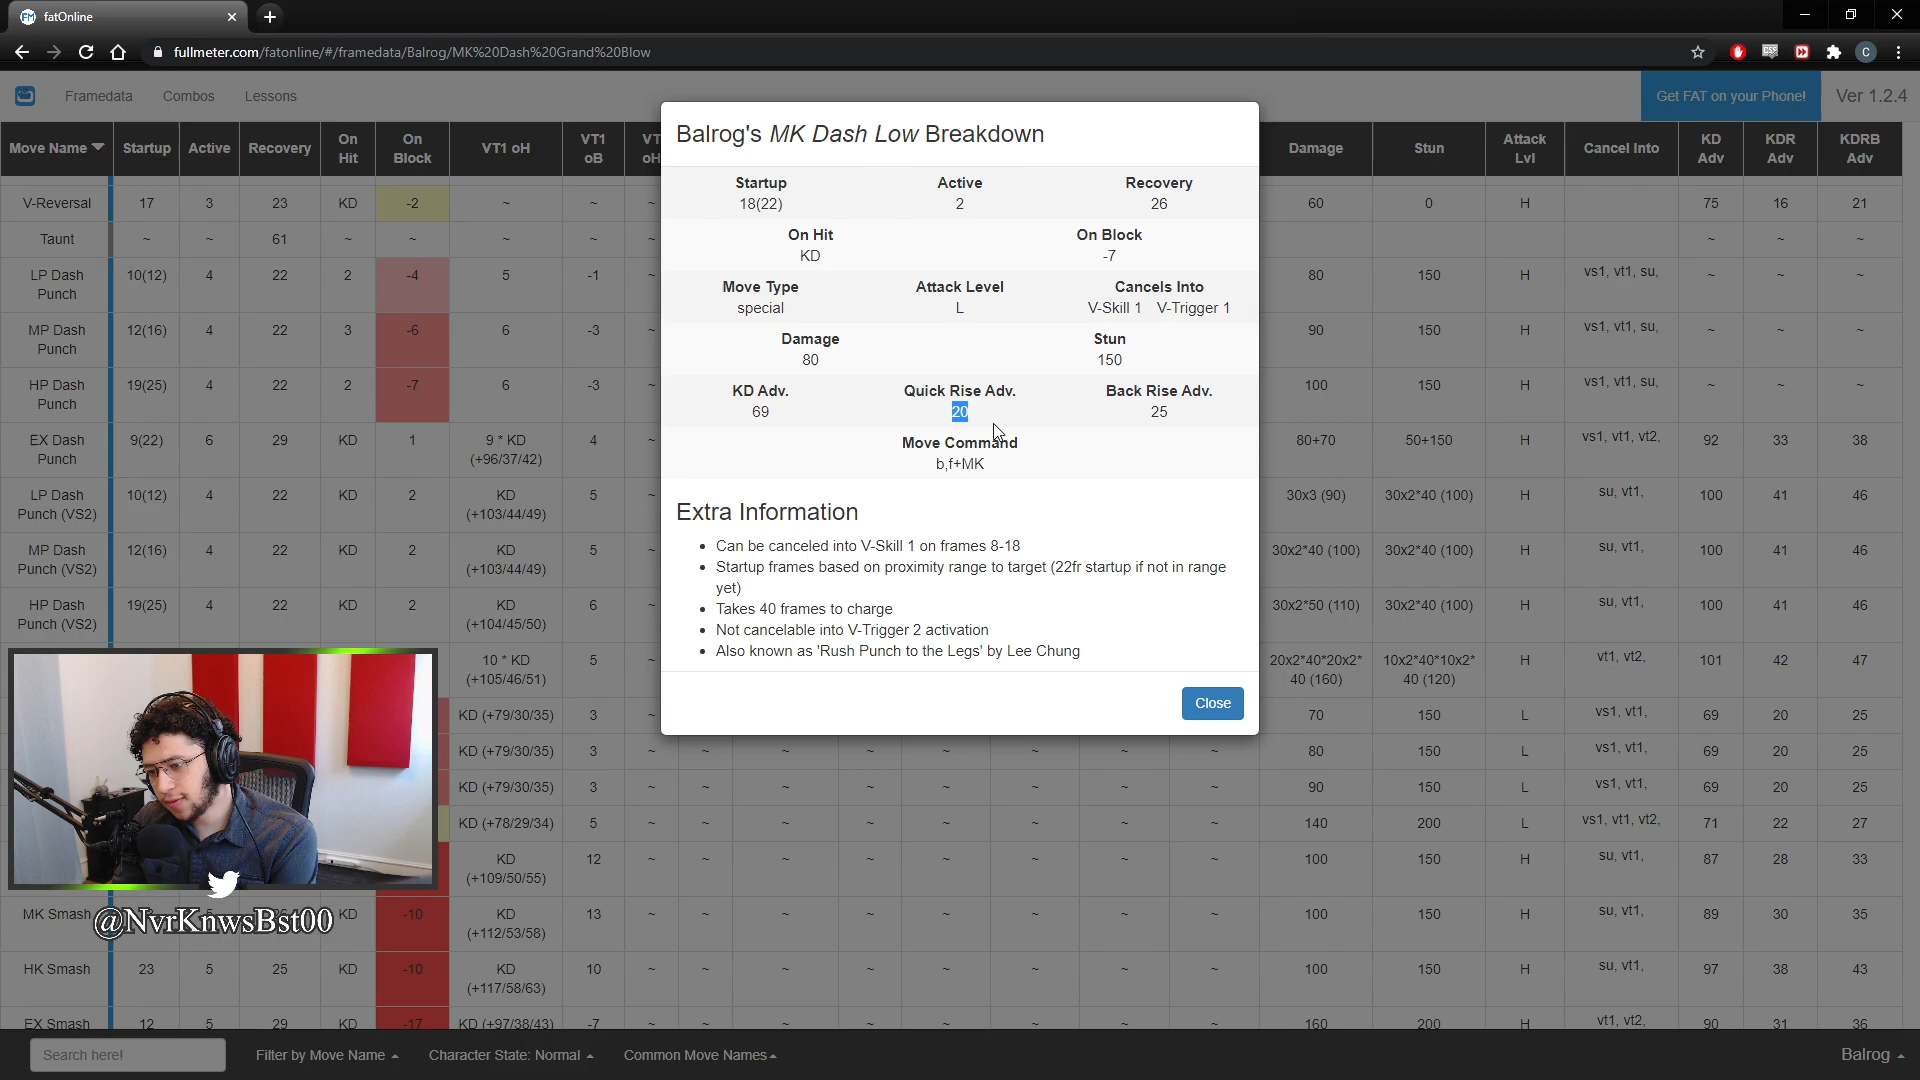 fatOnline
fullmeter.com/fatonline/#/framedata/Balrog/MK%20Dash%20Grand%20Blow
Framedata Combos Lessons
Get FAT on your Phone! Ver 1.2.4
Move Name Startup Active Recovery On Hit On Block VT1 oH VT1 oB VT oH Damage Stun Attack Lvl Cancel Into KD Adv KDR Adv KDRB Adv
V-Reversal 17 3 23 KD -2 ~ ~ ~ 60 0 H 75 16 21
Taunt ~ ~ 61 ~ ~ ~ ~ ~ ~ ~ ~
LP Dash Punch 10(12) 4 22 2 -4 5 -1 ~ 80 150 H vs1, vt1, su, ~ ~ ~
MP Dash Punch 12(16) 4 22 3 -6 6 -3 ~ 90 150 H vs1, vt1, su, ~ ~ ~
HP Dash Punch 19(25) 4 22 2 -7 6 -3 ~ 100 150 H vs1, vt1, su, ~ ~ ~
EX Dash Punch 9(22) 6 29 KD 1 9 * KD (+96/37/42) 4 ~ 80+70 50+150 H vs1, vt1, vt2, 92 33 38
LP Dash Punch (VS2) 10(12) 4 22 KD 2 KD (+103/44/49) 5 ~ 30x3 (90) 30x2*40 (100) H su, vt1, 100 41 46
MP Dash Punch (VS2) 12(16) 4 22 KD 2 KD (+103/44/49) 5 ~ 30x2*40 (100) 30x2*40 (100) H su, vt1, 100 41 46
HP Dash Punch (VS2) 19(25) 4 22 KD 2 KD (+104/45/50) 6 ~ 30x2*50 (110) 30x2*40 (100) H su, vt1, 100 41 46
10 * KD (+105/46/51) 5 ~ 20x2*40*20x2*40 (160) 10x2*40*10x2*40 (120) H vt1, vt2, 101 42 47
KD (+79/30/35) 3 ~ 70 150 L vs1, vt1, 69 20 25
KD (+79/30/35) 3 ~ ~ ~ ~ ~ ~ ~ 80 150 L vs1, vt1, 69 20 25
KD (+79/30/35) 3 ~ ~ ~ ~ ~ ~ ~ 90 150 L vs1, vt1, 69 20 25
KD (+78/29/34) 5 ~ ~ ~ ~ ~ ~ ~ 140 200 L vs1, vt1, vt2, 71 22 27
KD (+109/50/55) 12 ~ ~ ~ ~ ~ ~ ~ 100 150 H su, vt1, 87 28 33
MK Smash KD -10 KD (+112/53/58) 13 ~ ~ ~ ~ ~ ~ ~ 100 150 H su, vt1, 89 30 35
HK Smash 23 5 25 KD -10 KD (+117/58/63) 10 ~ ~ ~ ~ ~ ~ ~ 100 150 H su, vt1, 97 38 43
EX Smash 12 5 29 KD -17 KD (+97/38/43) -7 ~ ~ ~ ~ ~ ~ ~ 160 200 H vt1, vt2, 90 31 36
Balrog's MK Dash Low Breakdown
Startup Active Recovery
18(22) 2 26
On Hit On Block
KD -7
Move Type Attack Level Cancels Into
special L V-Skill 1 V-Trigger 1
Damage Stun
80 150
KD Adv. Quick Rise Adv. Back Rise Adv.
69 20 25
Move Command
b,f+MK
Extra Information
• Can be canceled into V-Skill 1 on frames 8-18
• Startup frames based on proximity range to target (22fr startup if not in range
yet)
• Takes 40 frames to charge
• Not cancelable into V-Trigger 2 activation
• Also known as 'Rush Punch to the Legs' by Lee Chung
Close
@NvrKnwsBst00
Search here! Filter by Move Name Character State: Normal Common Move Names Balrog